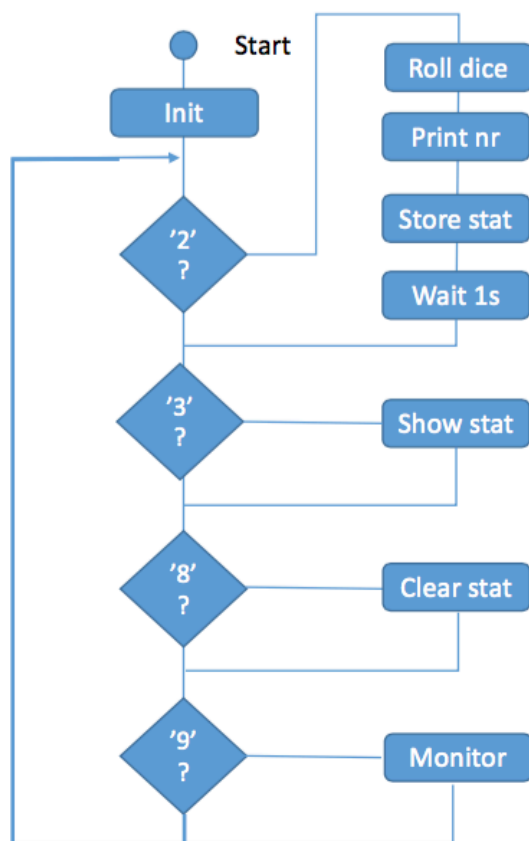 Start
Init
Roll dice
Print nr
Store stat
Wait 1s
'2'
?
'3'
?
Show stat
'8'
?
Clear stat
'9'
?
Monitor